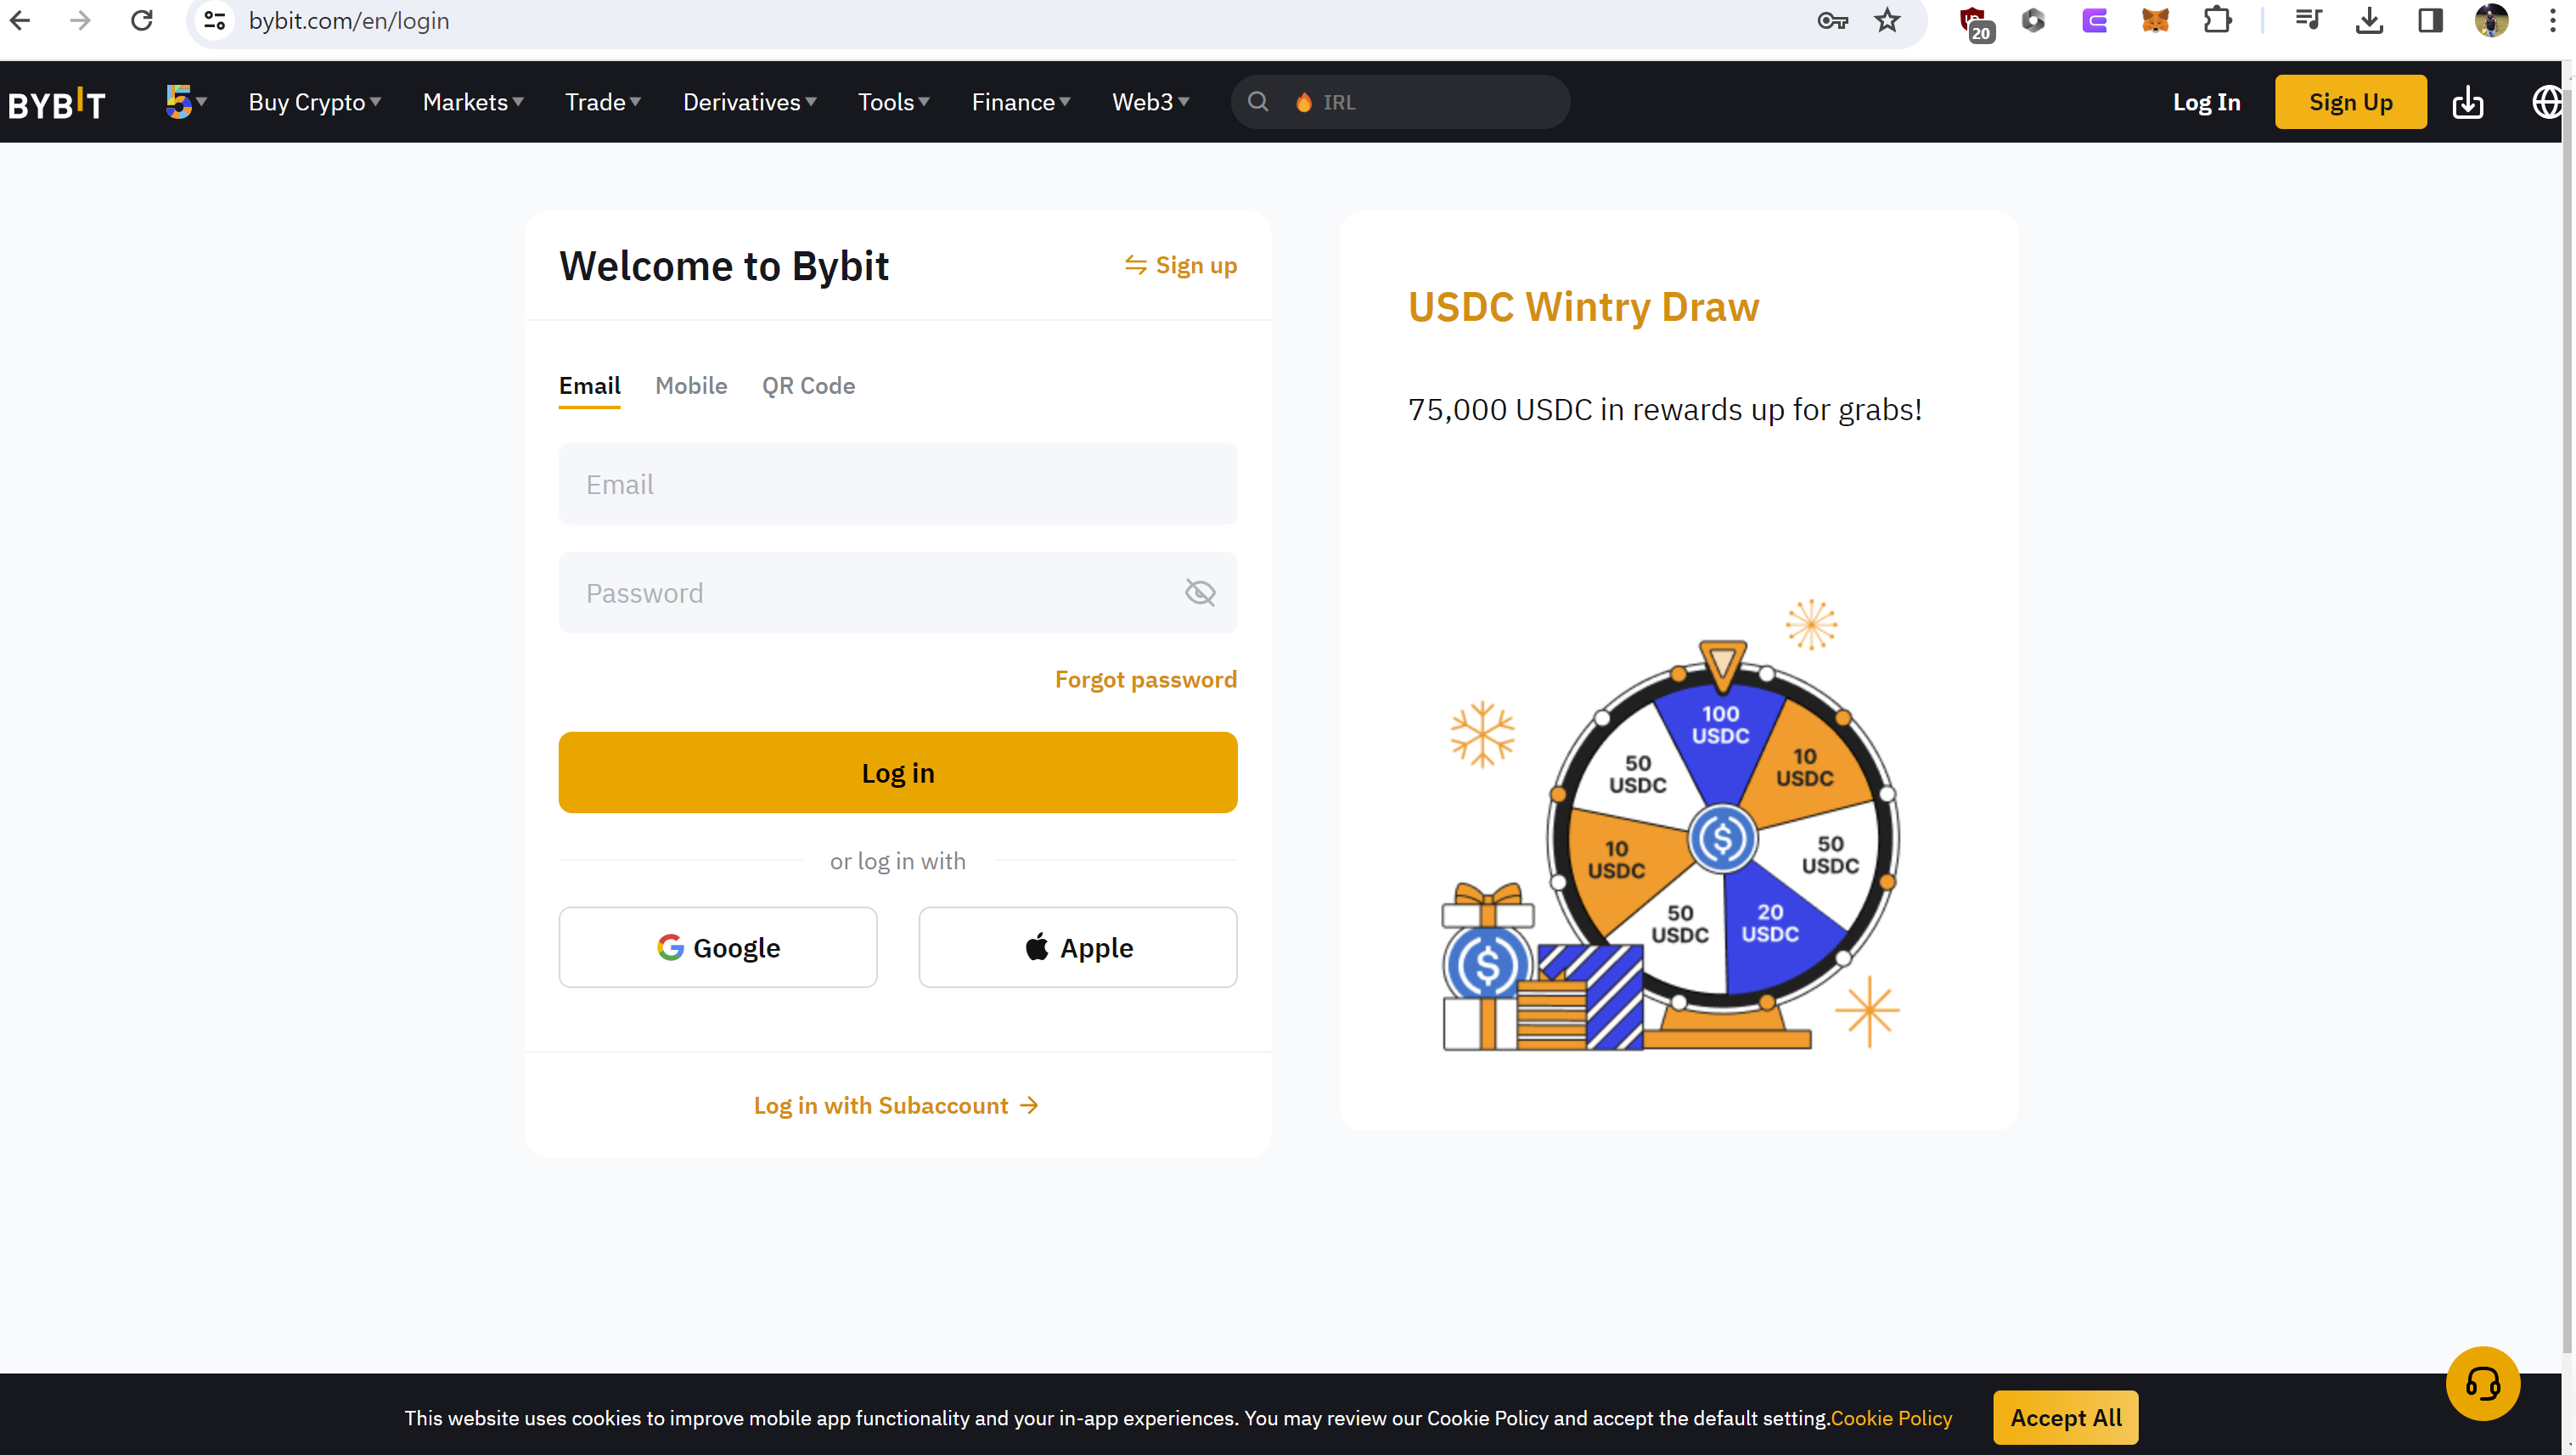 bybit.com/en/login
20
BYBIT
5
Buy Crypto
Markets
Trade
Derivatives
Tools
Finance
Web3
IRL
Log In
Sign Up
Welcome to Bybit
Sign up
Email
Mobile
QR Code
Email
Password
Forgot password
Log in
or log in with
Google
Apple
Log in with Subaccount
USDC Wintry Draw
75,000 USDC in rewards up for grabs!
100
USDC
10
USDC
50
USDC
20
USDC
50
USDC
10
USDC
50
USDC
This website uses cookies to improve mobile app functionality and your in-app experiences. You may review our Cookie Policy and accept the default setting.Cookie Policy
Accept All